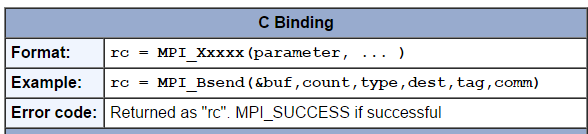 C Binding
Format: rc = MPI_Xxxxx(parameter, ... )
Example: rc = MPI_Bsend(&buf,count,type,dest,tag,comm)
Error code: Returned as "rc". MPI_SUCCESS if successful